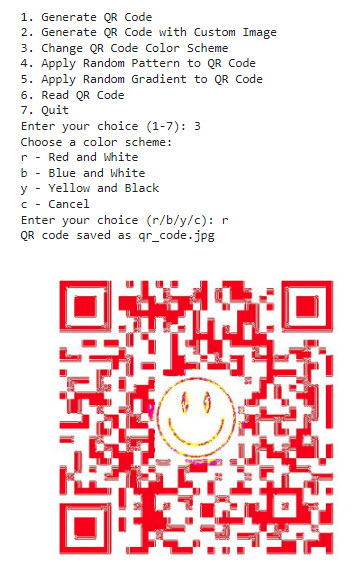 1. Generate QR Code
2. Generate QR Code with Custom Image
3. Change QR Code Color Scheme
4. Apply Random Pattern to QR Code
5. Apply Random Gradient to QR Code
6. Read QR Code
7. Quit
Enter your choice (1-7): 3
Choose a color scheme:
r - Red and White
b - Blue and White
y - Yellow and Black
c - Cancel
Enter your choice (r/b/y/c): r
QR code saved as qr_code.jpg